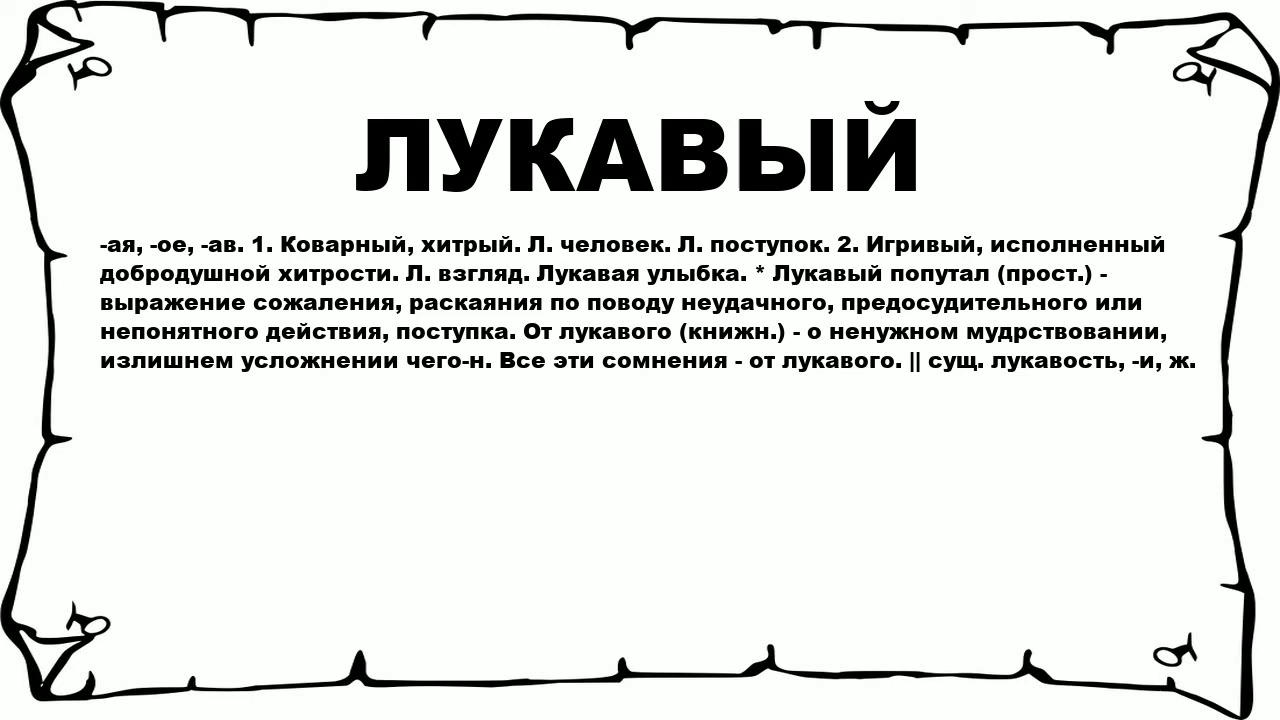 ЛУКАВЫЙ
-ая, -ое, -ав. 1. Коварный, хитрый. Л. человек. Л. поступок. 2. Игривый, исполненный
добродушной хитрости. Л. взгляд. Лукавая улыбка. * Лукавый попутал (прост.) -
выражение сожаления, раскаяния по поводу неудачного, предосудительного или
непонятного действия, поступка. От лукавого (книжн.) - о ненужном мудрствовании,
излишнем усложнении чего-н. Все эти сомнения - от лукавого. || сущ. лукавость, -и, ж.